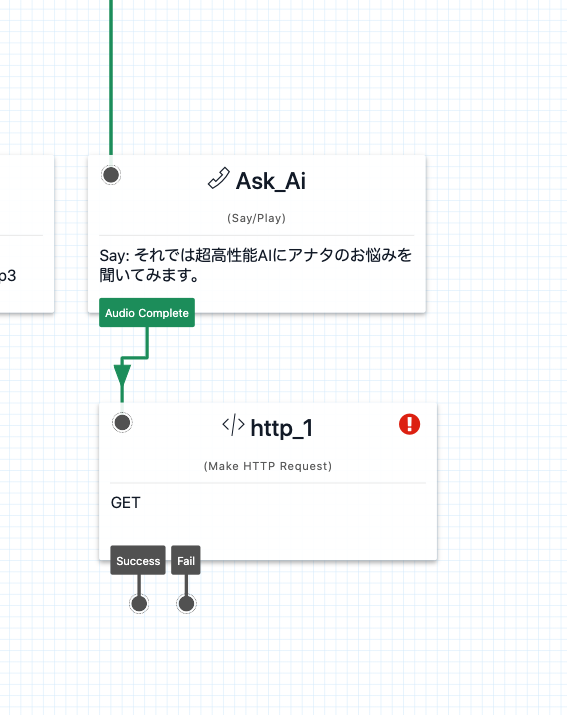 Ask_Ai
(Say/Play)
Say: それでは超高性能AIにアナタのお悩みを
聞いてみます。
p3
Audio Complete
http_1
(Make HTTP Request)
GET
Success
Fail